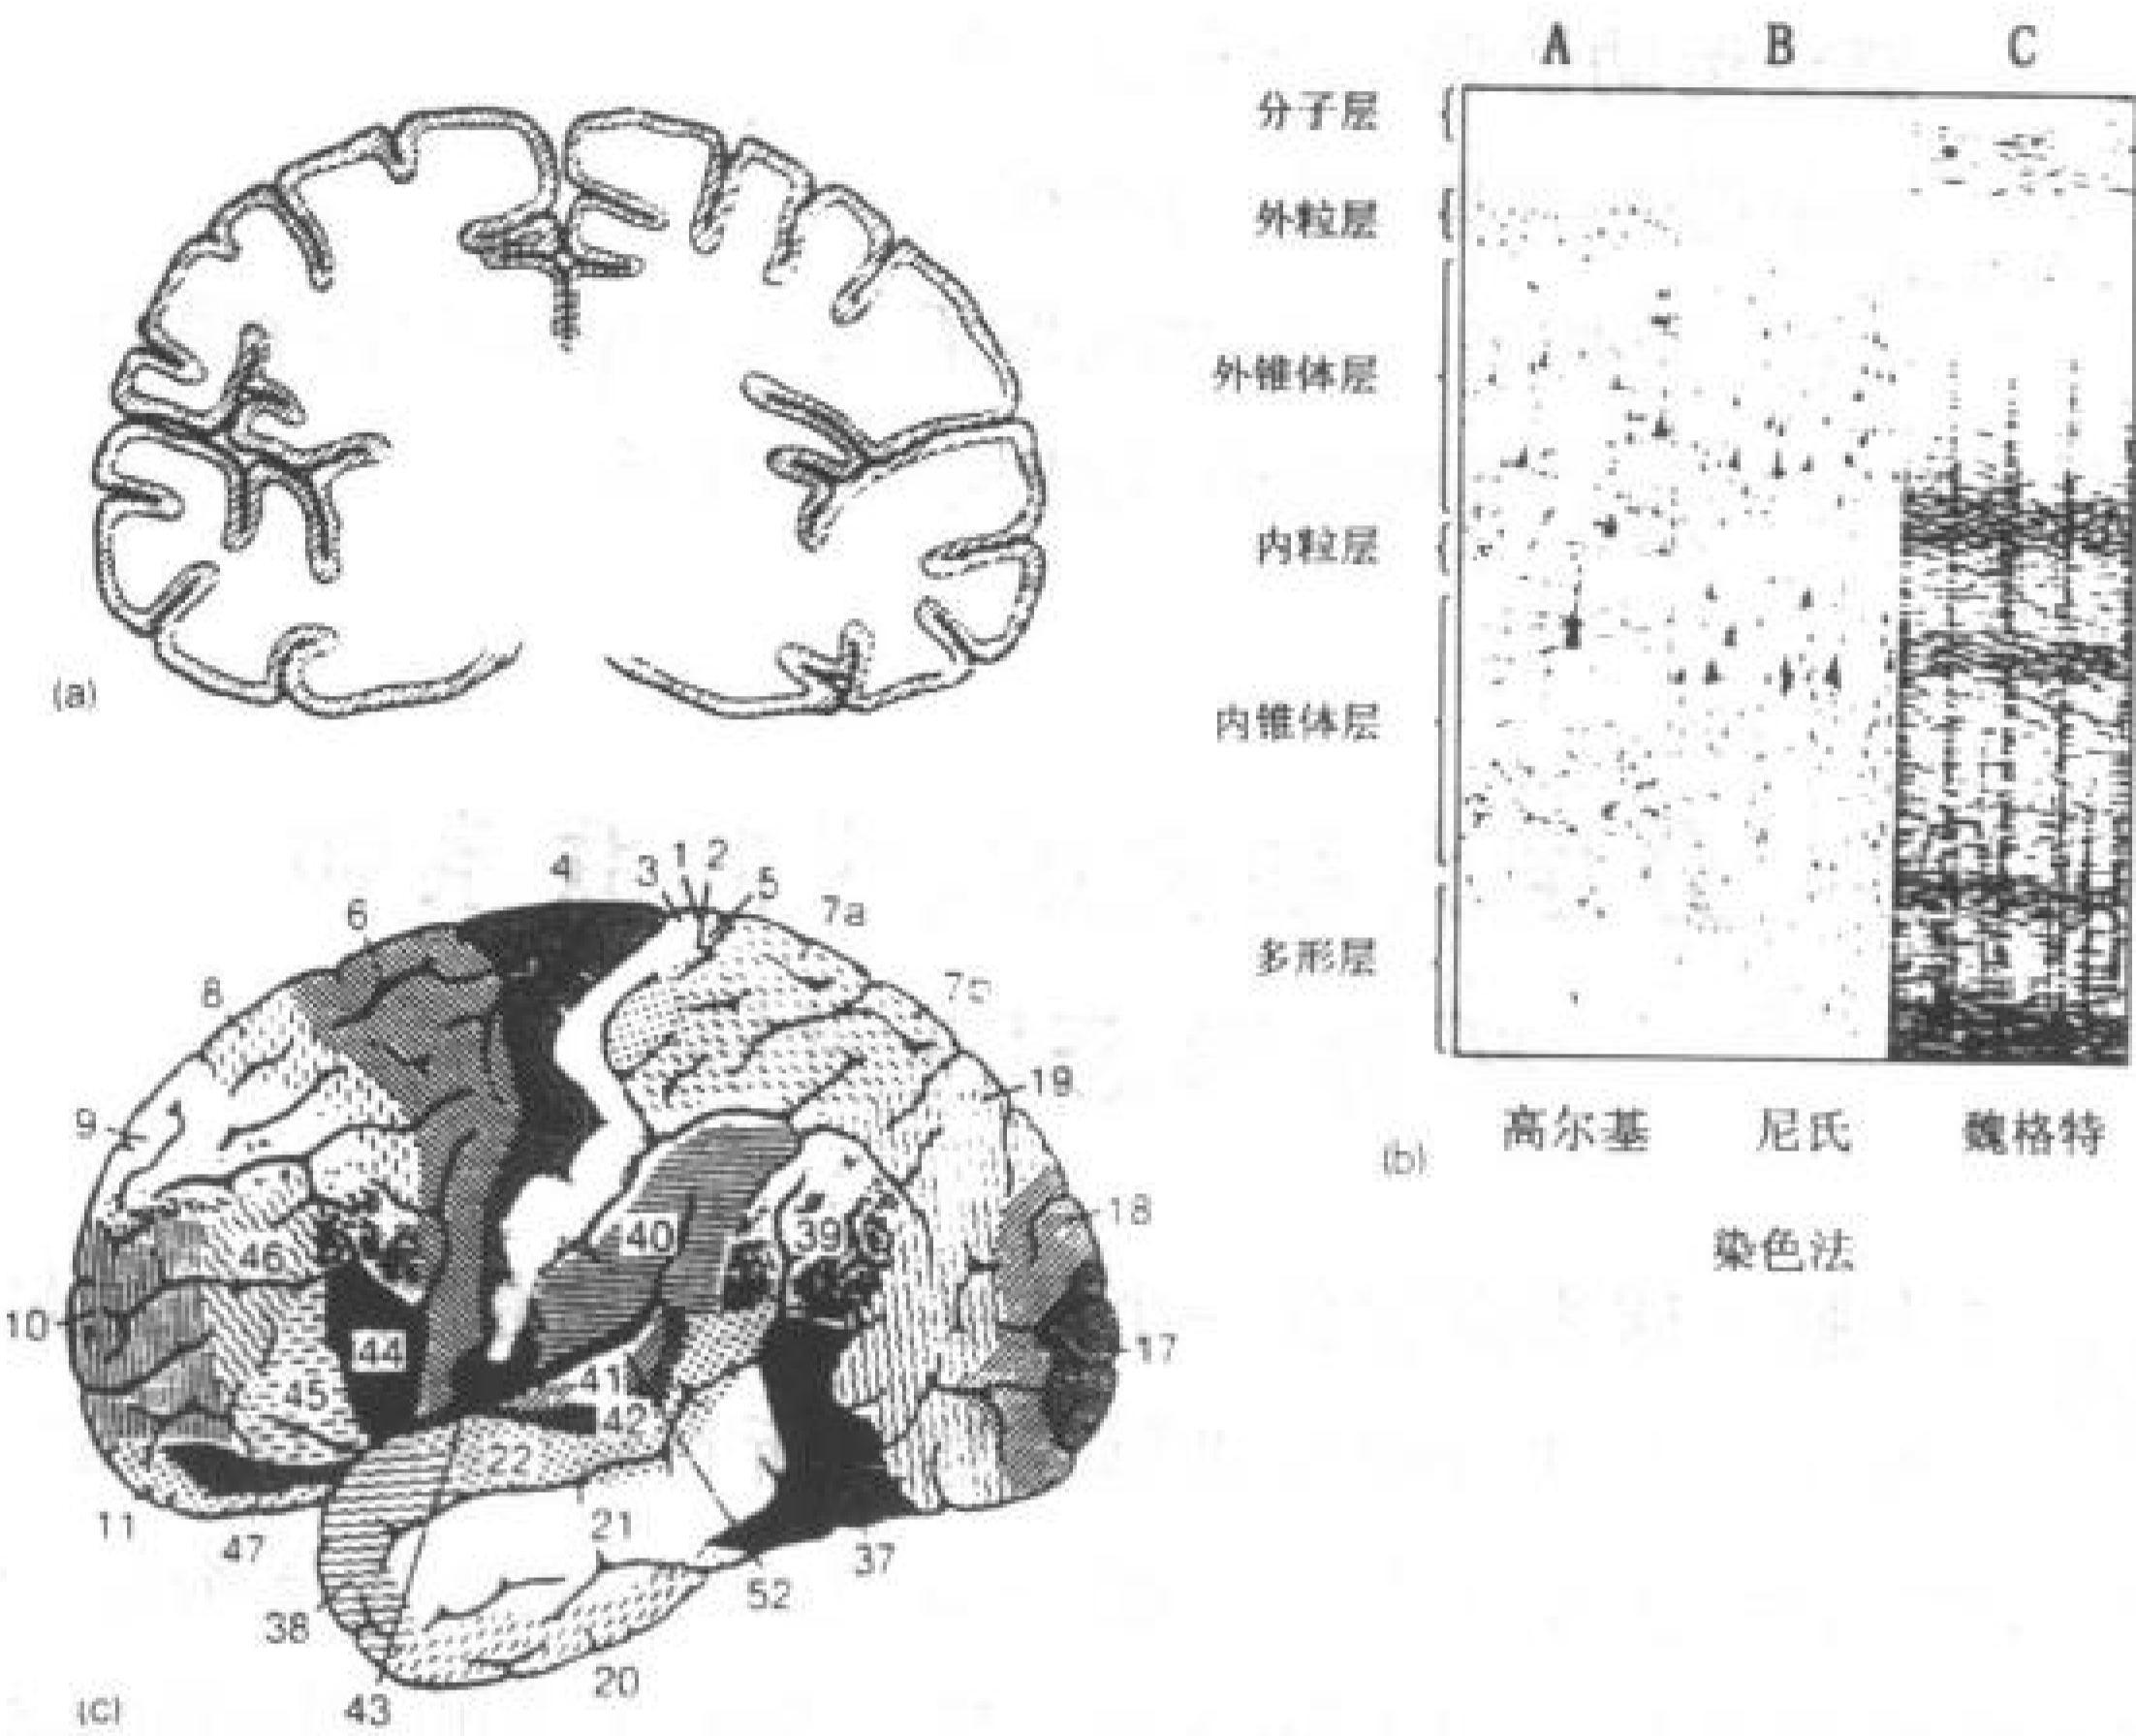 A B C
分子层
外粒层
外锥体层
内粒层
内锥体层
多形层
高尔基 尼氏 魏格特
染色法
(a)
(b)
4 3 1 2 5
6 7a
8 7b
9 19
18
46 40 39
10 44 17
45 41
42
22
11 21
47 37
52
38
20
43
(c)